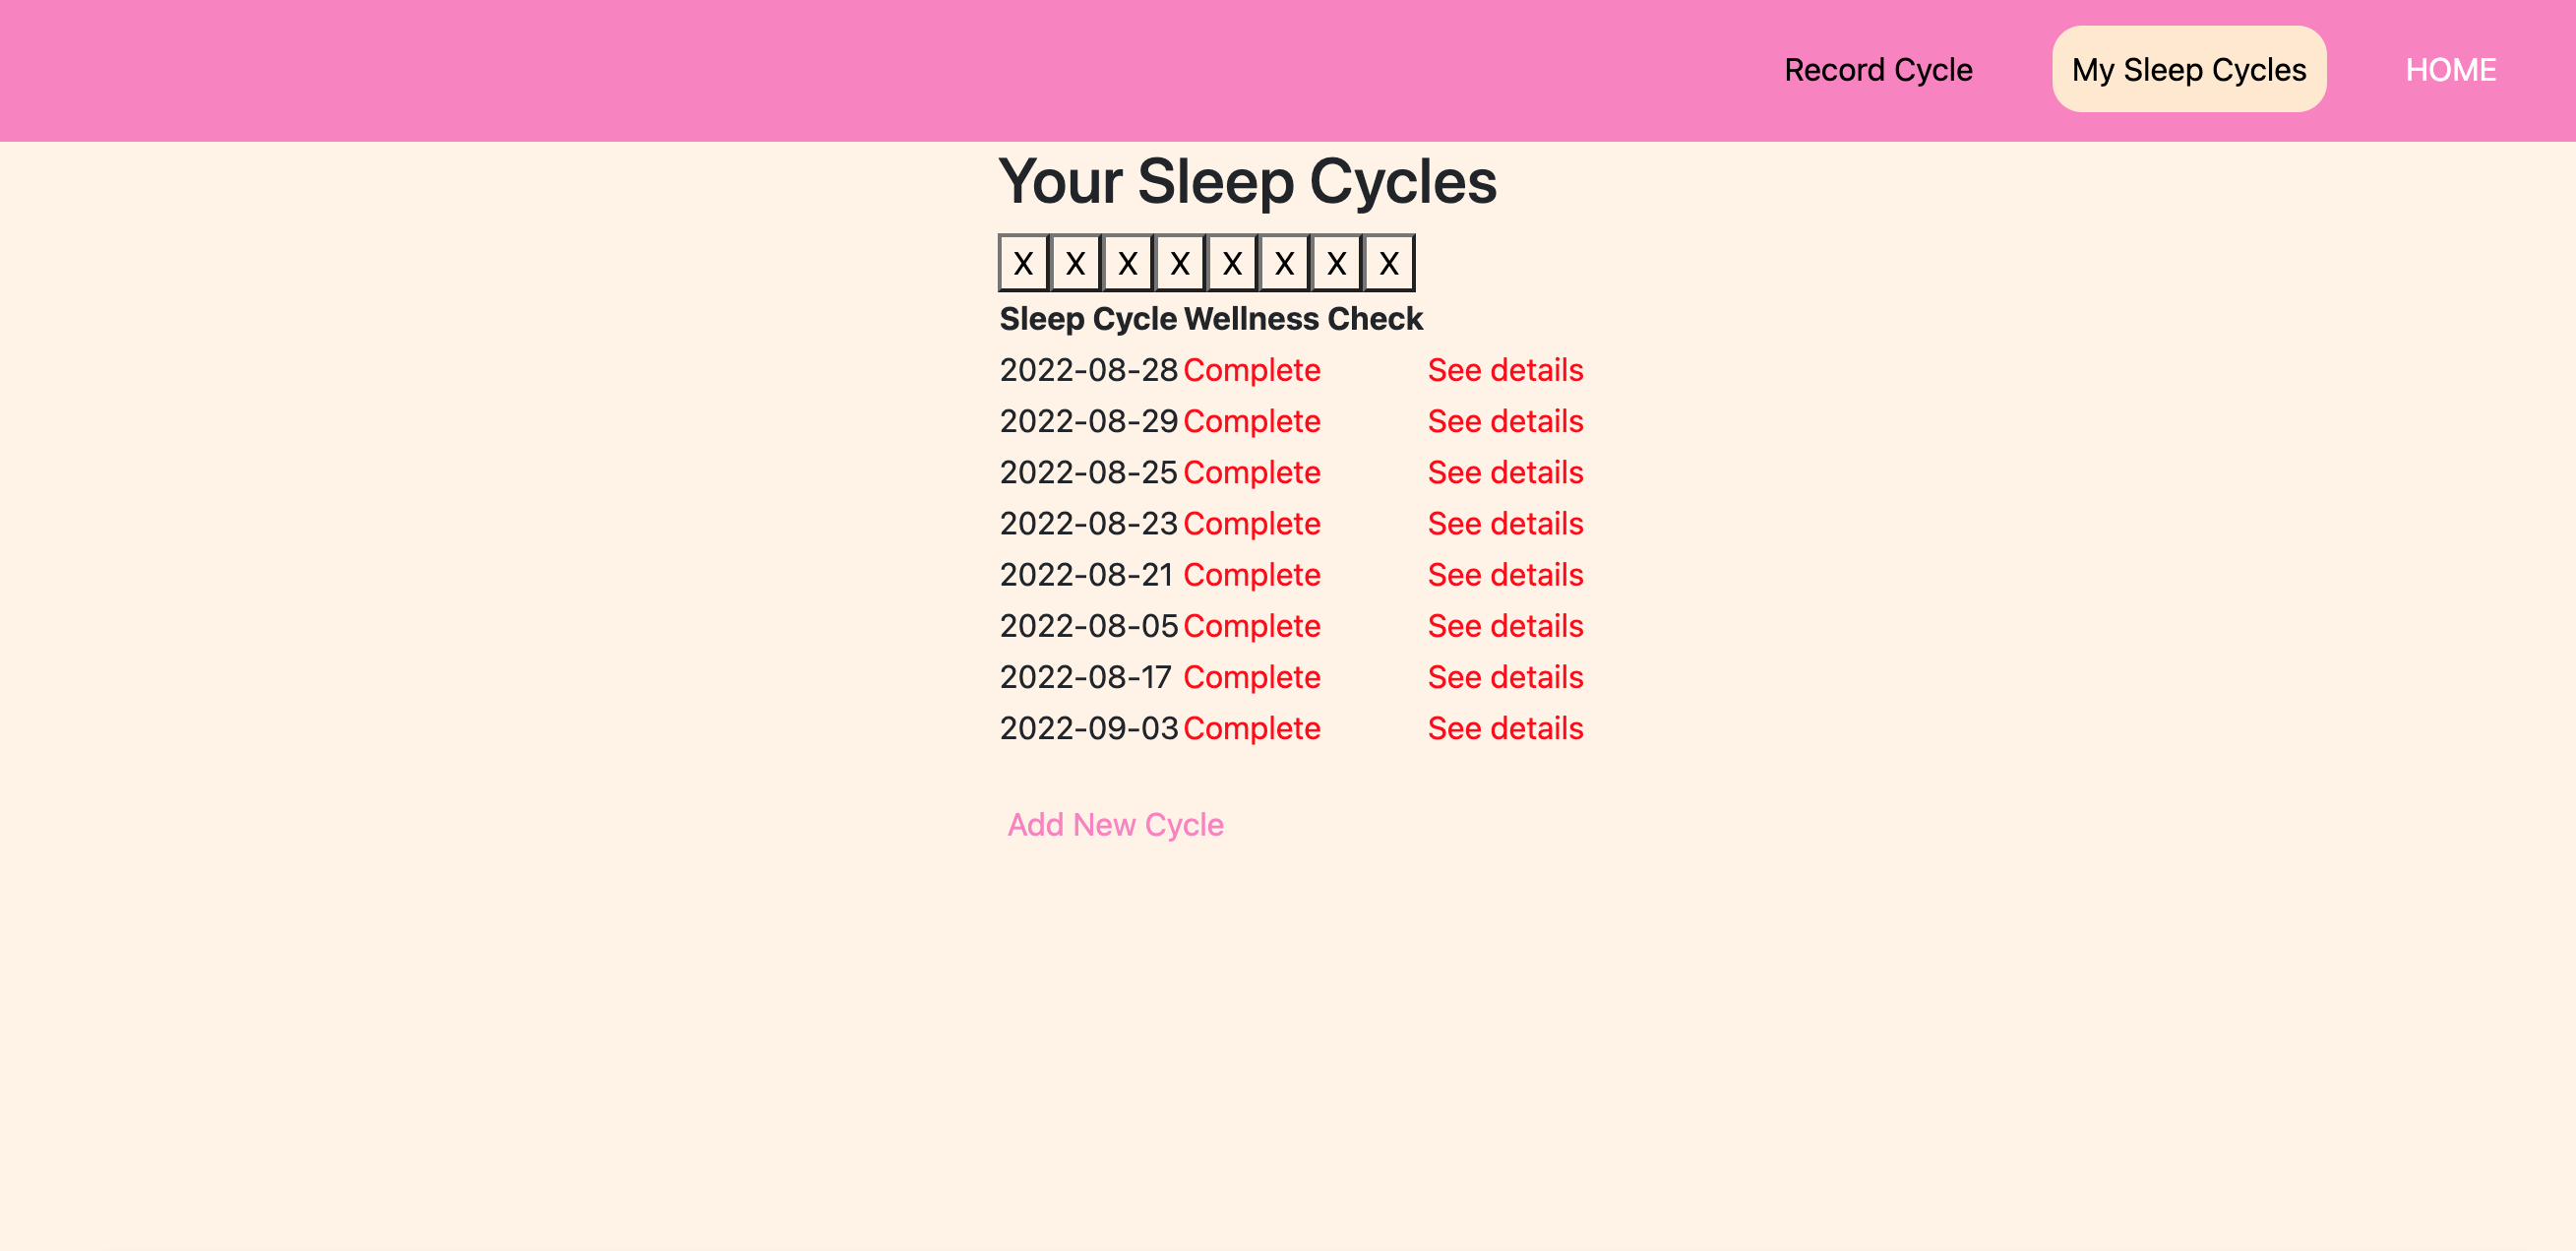 Record Cycle My Sleep Cycles HOME
Your Sleep Cycles
X X X X X X X X
Sleep Cycle Wellness Check
2022-08-28 Complete See details
2022-08-29 Complete See details
2022-08-25 Complete See details
2022-08-23 Complete See details
2022-08-21 Complete See details
2022-08-05 Complete See details
2022-08-17 Complete See details
2022-09-03 Complete See details
Add New Cycle